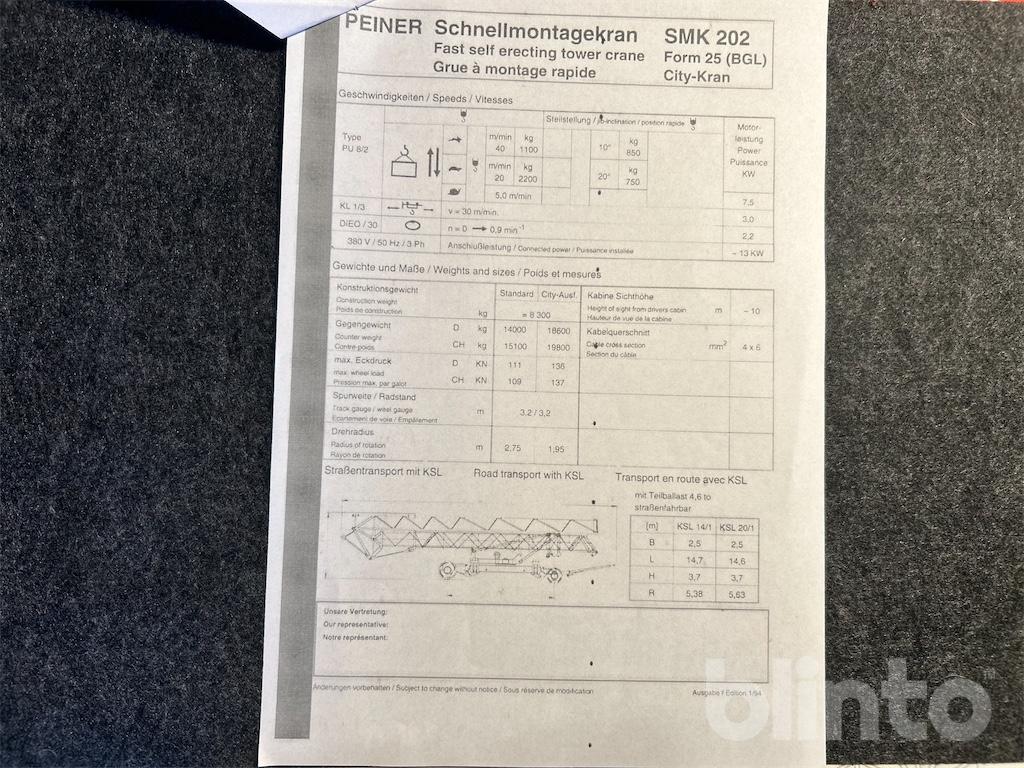 PEINER Schnellmontagekran SMK 202
Fast self erecting tower crane Form 25 (BGL)
Grue à montage rapide City-Kran
Geschwindigkeiten / Speeds / Vitesses
Steilstellung / jib-inclination / position rapide
Motor-
leistung
Power
Puissance
KW
Type
PU 8/2
m/min kg
40 1100
10° kg
850
m/min kg
20 2200
20° kg
750
5,0 m/min
7,5
KL 1/3 v = 30 m/min. 3,0
DiEO / 30 n = 0 → 0,9 min-1 2,2
380 V / 50 Hz / 3 Ph Anschlußleistung / Connected power / Puissance installée ~ 13 KW
Gewichte und Maße / Weights and sizes / Poids et mesures
Standard City-Ausf.
Konstruktionsgewicht
Construction weight
Poids de construction kg = 8 300
Kabine Sichthöhe
Height of sight from drivers cabin m ~ 10
Hauteur de vue de la cabine
Gegengewicht D kg 14000 18600
Counter weight
Contre-poids CH kg 15100 19800
Kabelquerschnitt
Cable cross section mm2 4 x 6
Section du câble
max. Eckdruck D KN 111 136
max. wheel load
Pression max. par galet CH KN 109 137
Spurweite / Radstand
Track gauge / weel gauge m 3,2 / 3,2
Ecartement de voie / Empâtement
Drehradius
Radius of rotation m 2,75 1,95
Rayon de rotation
Straßentransport mit KSL Road transport with KSL Transport en route avec KSL
mit Teilballast 4,6 to
straßenfahrbar
[m] KSL 14/1 KSL 20/1
B 2,5 2,5
L 14,7 14,6
H 3,7 3,7
R 5,38 5,63
Unsere Vertretung:
Our representative:
Notre représentant:
Änderungen vorbehalten / Subject to change without notice / Sous réserve de modification
Ausgabe / Edition 1/94
blinto